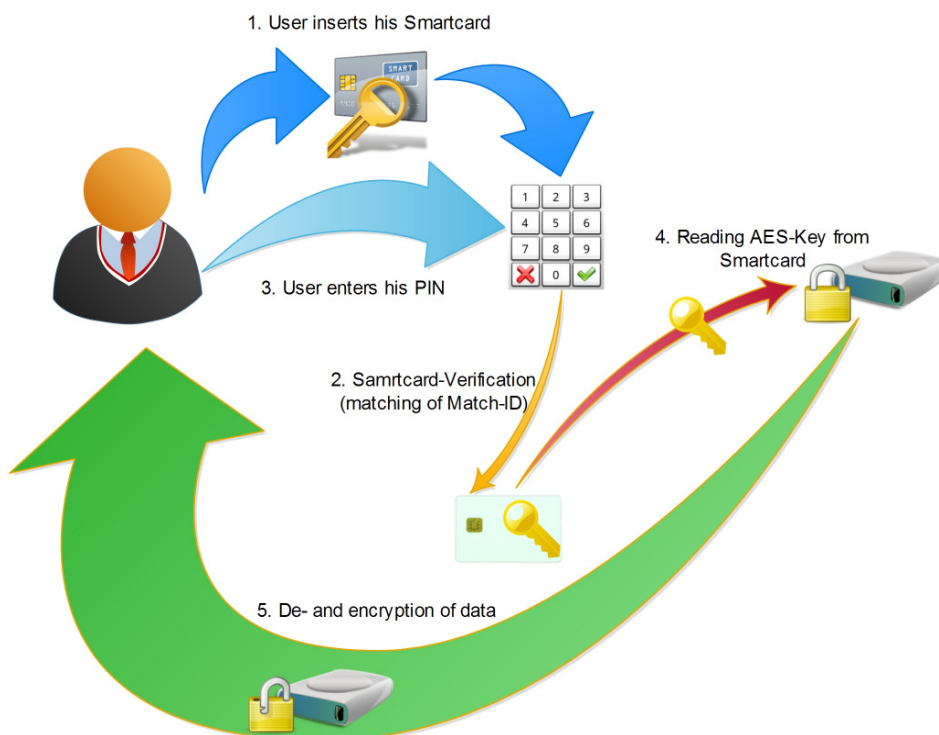 1. User inserts his Smartcard
SMART
CARD
1 2 3
4 5 6
7 8 9
0
4. Reading AES-Key from
Smartcard
3. User enters his PIN
2. Samrtcard-Verification
(matching of Match-ID)
5. De- and encryption of data